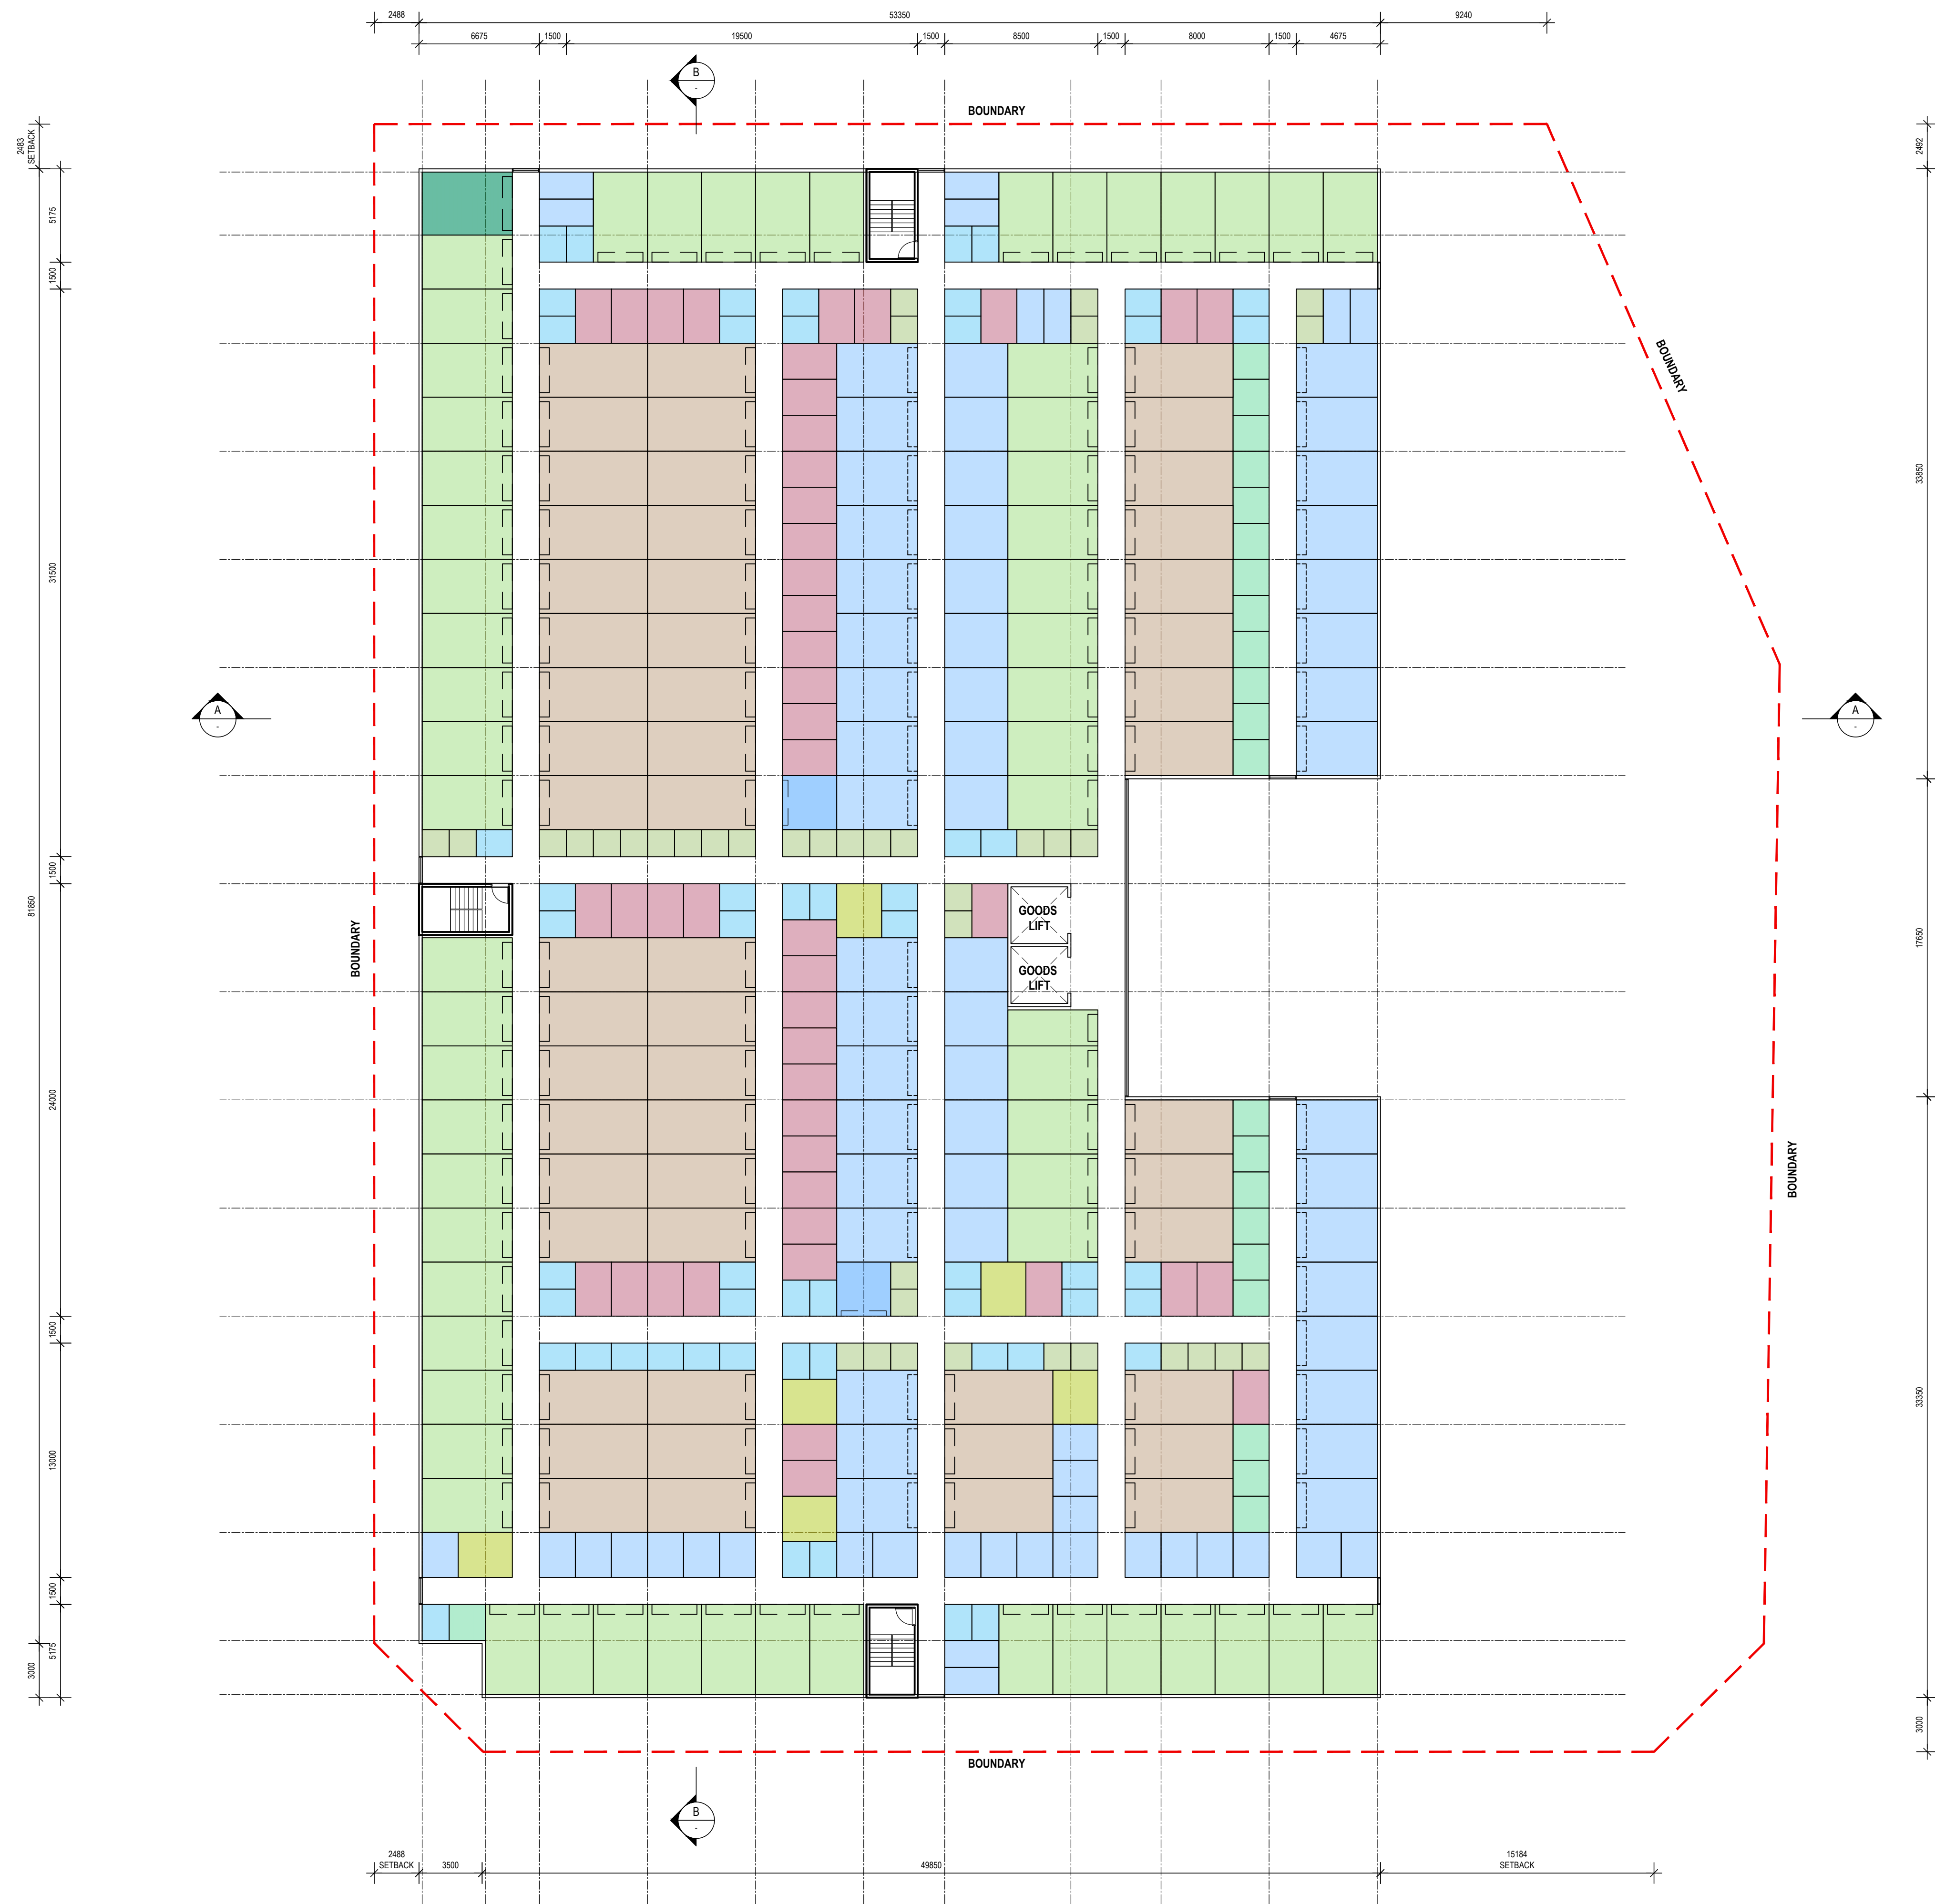 2488
53350
9240
6675
1500
19500
1500
8500
1500
8000
1500
4675
B
-
BOUNDARY
2483
SETBACK
2492
5175
1500
BOUNDARY
33850
31500
A
-
A
-
1500
81850
GOODS
LIFT
GOODS
LIFT
BOUNDARY
17650
24000
BOUNDARY
1500
33350
13000
1500
5175
3000
3000
BOUNDARY
B
-
2488
SETBACK
3500
49850
15184
SETBACK